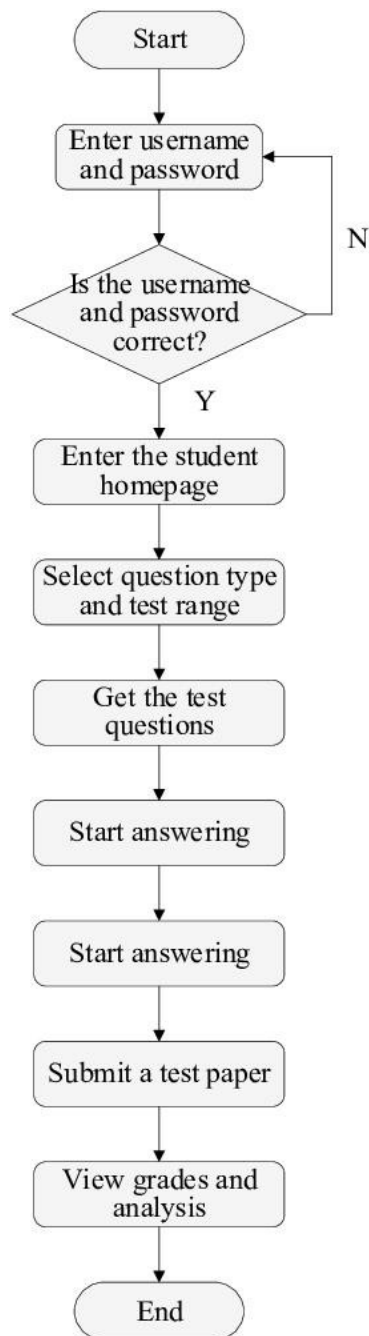 Start
Enter username
and password
N
Is the username
and password
correct?
Y
Enter the student
homepage
Select question type
and test range
Get the test
questions
Start answering
Start answering
Submit a test paper
View grades and
analysis
End